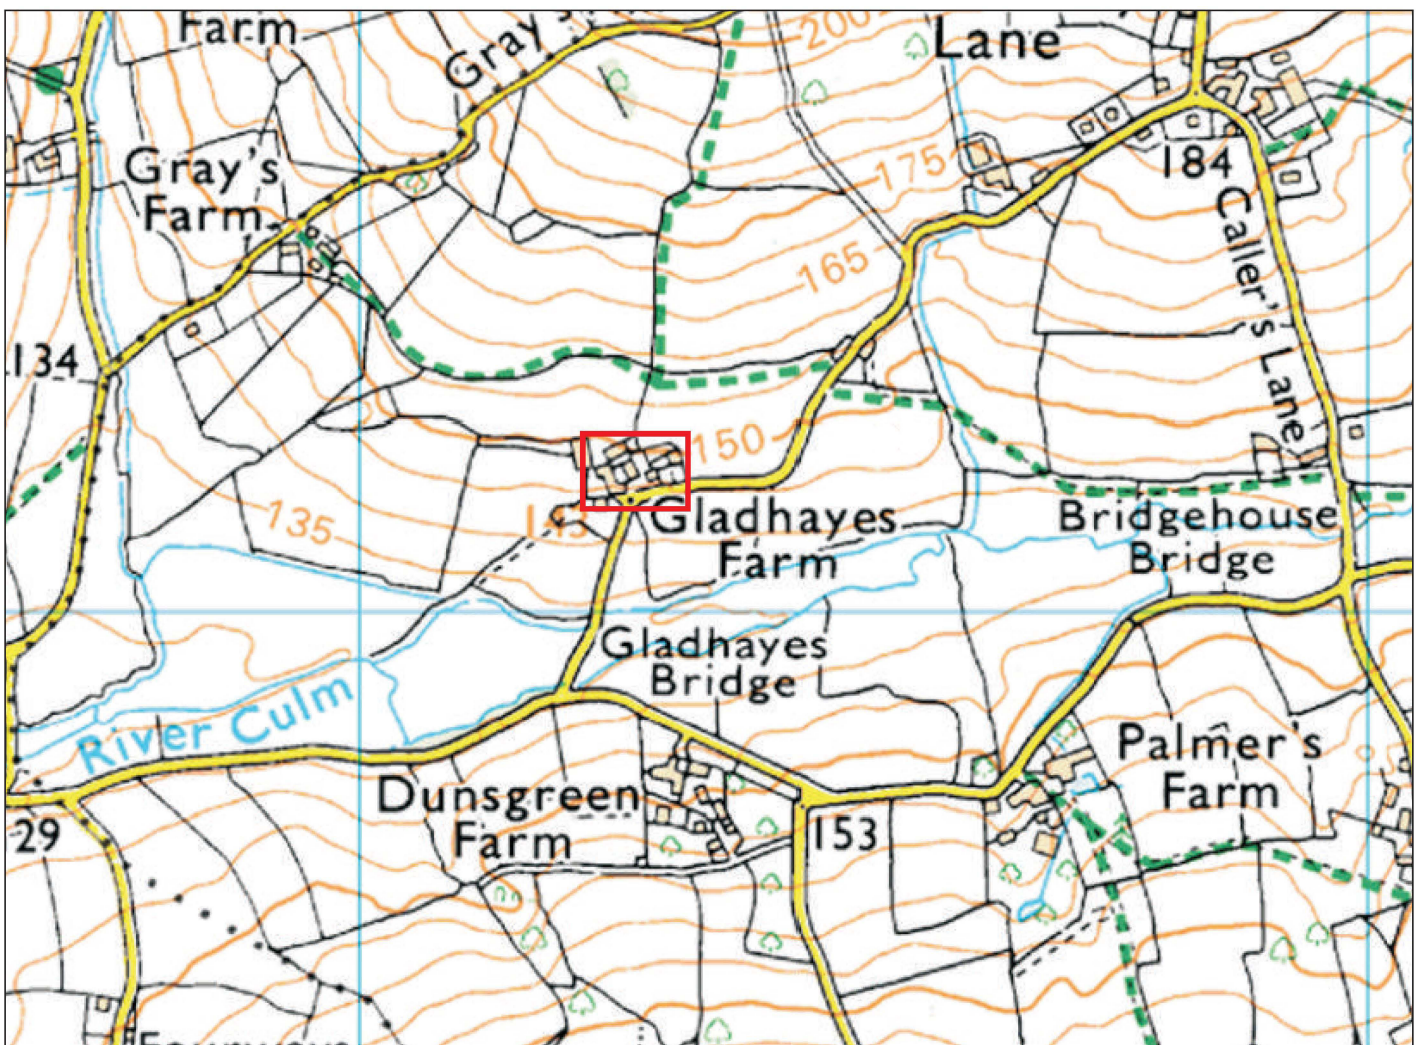 Farm
Gray's
Lane
200
175
184
Gray's
Farm
165
Caller's Lane
134
150
135
143
Gladhayes
Farm
Bridgehouse
Bridge
Gladhayes
Bridge
River Culm
Palmer's
Farm
Dunsgreen
Farm
153
29